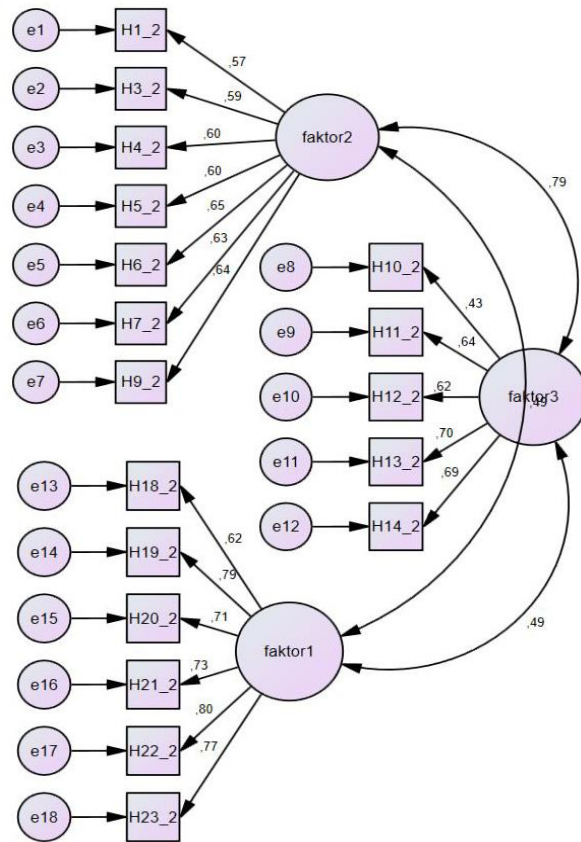 e1 H1_2
,57
e2 H3_2
,59
e3 H4_2
,60
faktor2
e4 H5_2
,60
,79
e5 H6_2
,65
e6 H7_2
,63
e7 H9_2
,64
e8 H10_2
,43
e9 H11_2
,64
e10 H12_2
,62
faktor3
,49
e11 H13_2
,70
e12 H14_2
,69
e13 H18_2
,62
e14 H19_2
,79
e15 H20_2
,71
faktor1
,49
e16 H21_2
,73
e17 H22_2
,80
e18 H23_2
,77